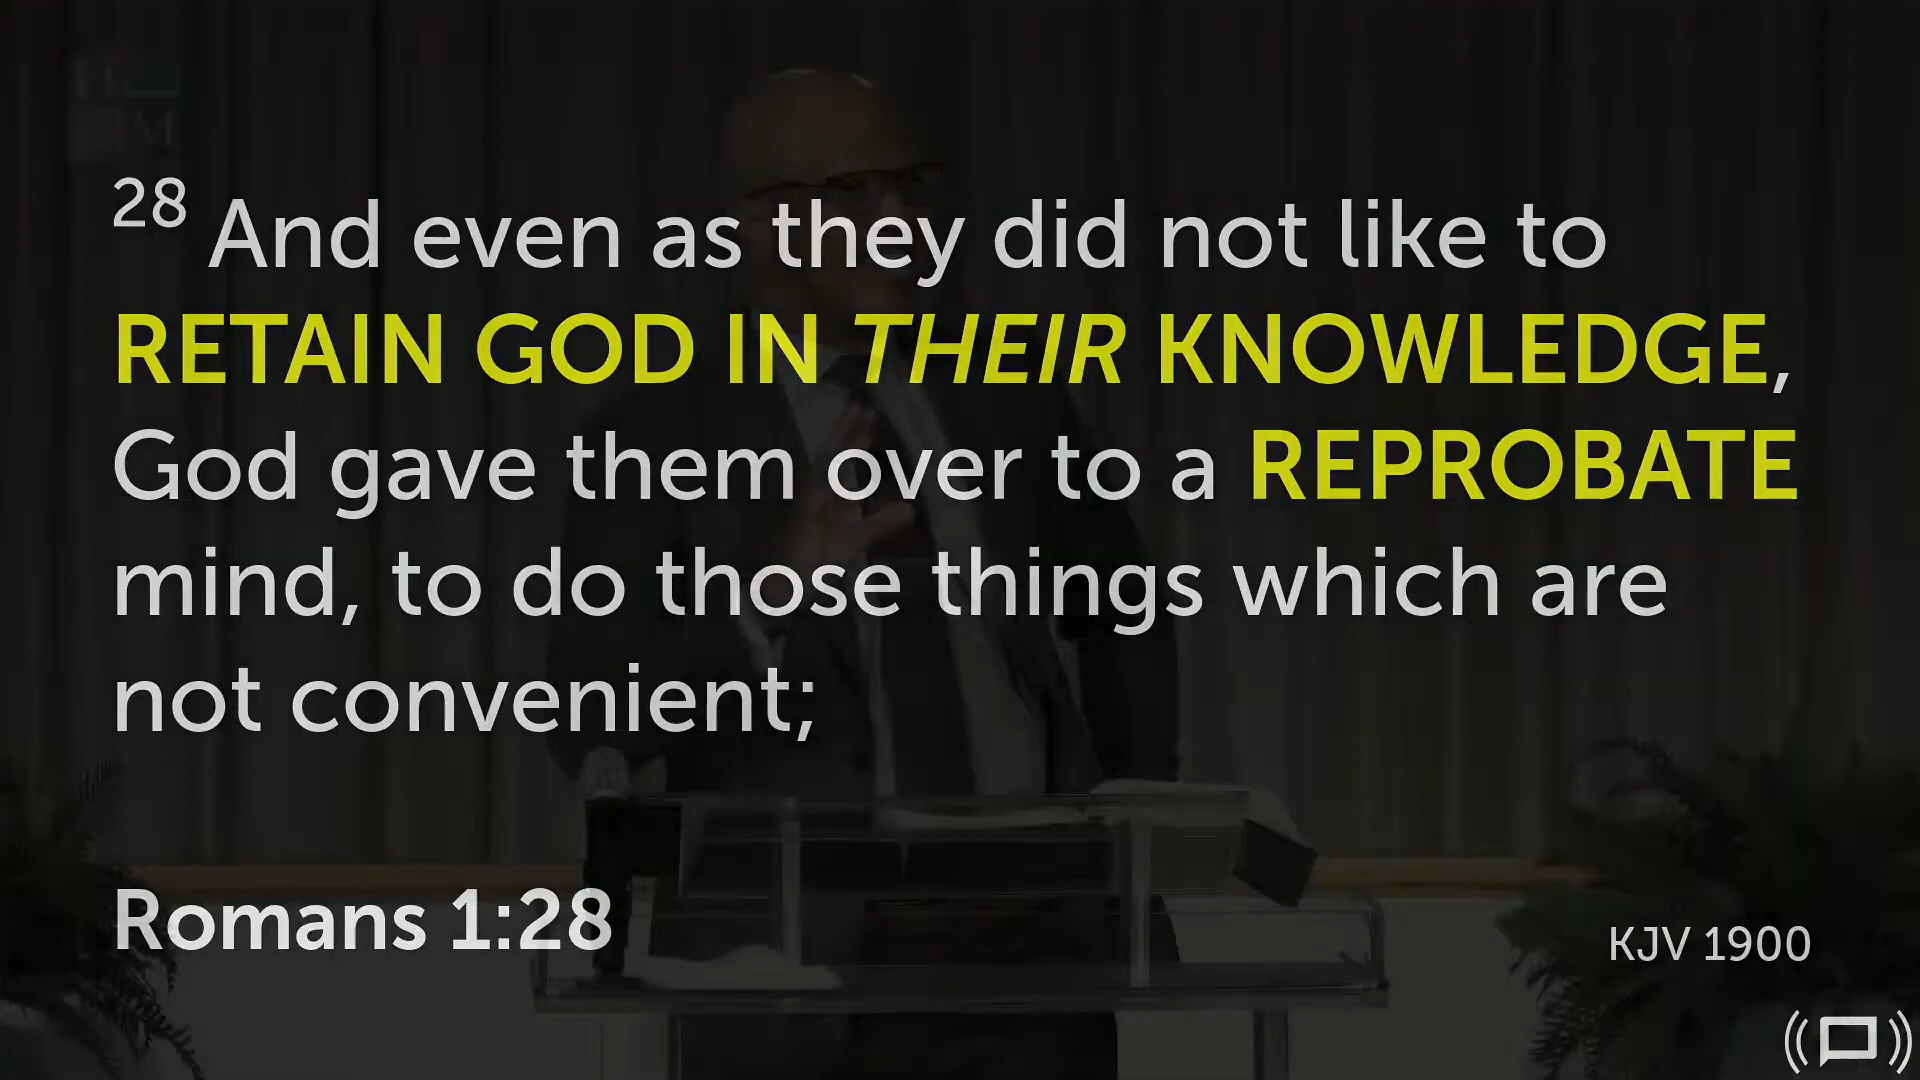 28 And even as they did not like to
RETAIN GOD IN THEIR KNOWLEDGE,
God gave them over to a REPROBATE
mind, to do those things which are
not convenient;
Romans 1:28
KJV 1900